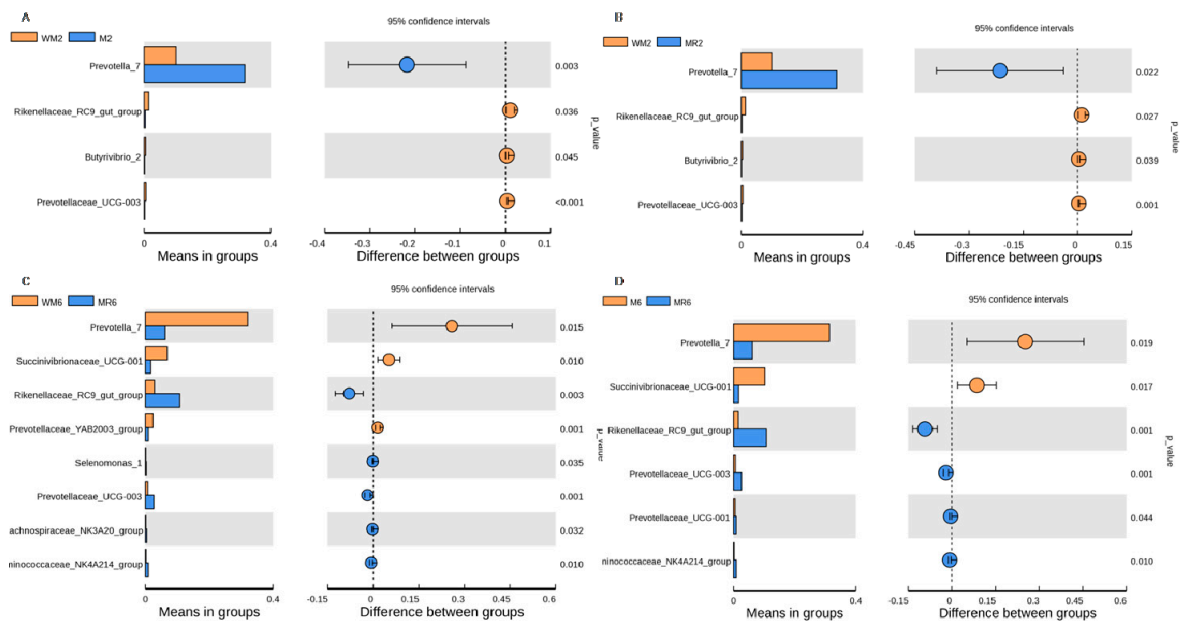 A
95% confidence intervals
WM2 M2
Prevotella_7
0.003
Rikenellaceae_RC9_gut_group
0.036
Butyrivibrio_2
0.045
Prevotellaceae_UCG-003
<0.001
p_value
0 0.4
Means in groups
-0.4 -0.3 -0.2 -0.1 0 0.1
Difference between groups
B
95% confidence intervals
WM2 MR2
Prevotella_7
0.022
Rikenellaceae_RC9_gut_group
0.027
Butyrivibrio_2
0.039
Prevotellaceae_UCG-003
0.001
p_value
0 0.4
Means in groups
-0.45 -0.3 -0.15 0 0.15
Difference between groups
C
95% confidence intervals
WM6 MR6
Prevotella_7
0.015
Succinivibrionaceae_UCG-001
0.010
Rikenellaceae_RC9_gut_group
0.003
Prevotellaceae_YAB2003_group
0.001
Selenomonas_1
0.035
Prevotellaceae_UCG-003
0.001
achnospiraceae_NK3A20_group
0.032
ninococcaceae_NK4A214_group
0.010
p_value
0 0.4
Means in groups
-0.15 0 0.15 0.3 0.45 0.6
Difference between groups
D
95% confidence intervals
M6 MR6
Prevotella_7
0.019
Succinivibrionaceae_UCG-001
0.017
Rikenellaceae_RC9_gut_group
0.001
Prevotellaceae_UCG-003
0.001
Prevotellaceae_UCG-001
0.044
ninococcaceae_NK4A214_group
0.010
p_value
0 0.4
Means in groups
-0.15 0 0.15 0.3 0.45 0.6
Difference between groups